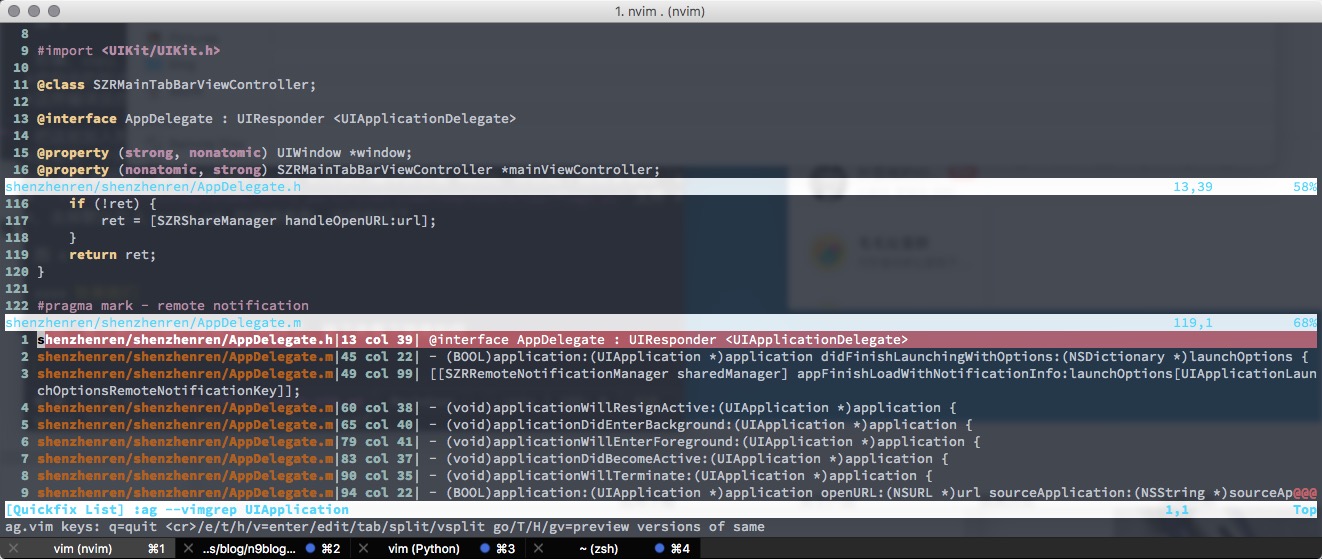 1. nvim . (nvim)
8
9 #import <UIKit/UIKit.h>
10
11 @class SZRMainTabBarViewController;
12
13 @interface AppDelegate : UIResponder <UIApplicationDelegate>
14
15 @property (strong, nonatomic) UIWindow *window;
16 @property (nonatomic, strong) SZRMainTabBarViewController *mainViewController;
shenzhenren/shenzhenren/AppDelegate.h 13,39 58%
116 if (!ret) {
117 ret = [SZRShareManager handleOpenURL:url];
118 }
119 return ret;
120 }
121
122 #pragma mark - remote notification
shenzhenren/shenzhenren/AppDelegate.m 119,1 68%
1 shenzhenren/shenzhenren/AppDelegate.h|13 col 39| @interface AppDelegate : UIResponder <UIApplicationDelegate>
2 shenzhenren/shenzhenren/AppDelegate.m|45 col 22| - (BOOL)application:(UIApplication *)application didFinishLaunchingWithOptions:(NSDictionary *)launchOptions {
3 shenzhenren/shenzhenren/AppDelegate.m|49 col 99| [[SZRRemoteNotificationManager sharedManager] appFinishLoadWithNotificationInfo:launchOptions[UIApplicationLaun
chOptionsRemoteNotificationKey]];
4 shenzhenren/shenzhenren/AppDelegate.m|60 col 38| - (void)applicationWillResignActive:(UIApplication *)application {
5 shenzhenren/shenzhenren/AppDelegate.m|65 col 40| - (void)applicationDidEnterBackground:(UIApplication *)application {
6 shenzhenren/shenzhenren/AppDelegate.m|79 col 41| - (void)applicationWillEnterForeground:(UIApplication *)application {
7 shenzhenren/shenzhenren/AppDelegate.m|83 col 37| - (void)applicationDidBecomeActive:(UIApplication *)application {
8 shenzhenren/shenzhenren/AppDelegate.m|90 col 35| - (void)applicationWillTerminate:(UIApplication *)application {
9 shenzhenren/shenzhenren/AppDelegate.m|94 col 22| - (BOOL)application:(UIApplication *)application openURL:(NSURL *)url sourceApplication:(NSString *)sourceAp@@@
[Quickfix List] :ag --vimgrep UIApplication 1,1 Top
ag.vim keys: q=quit <cr>/e/t/h/v=enter/edit/tab/split/vsplit go/T/H/gv=preview versions of same
vim (nvim) ⌘1 ..s/blog/n9blog... ⌘2 vim (Python) ⌘3 ~ (zsh) ⌘4